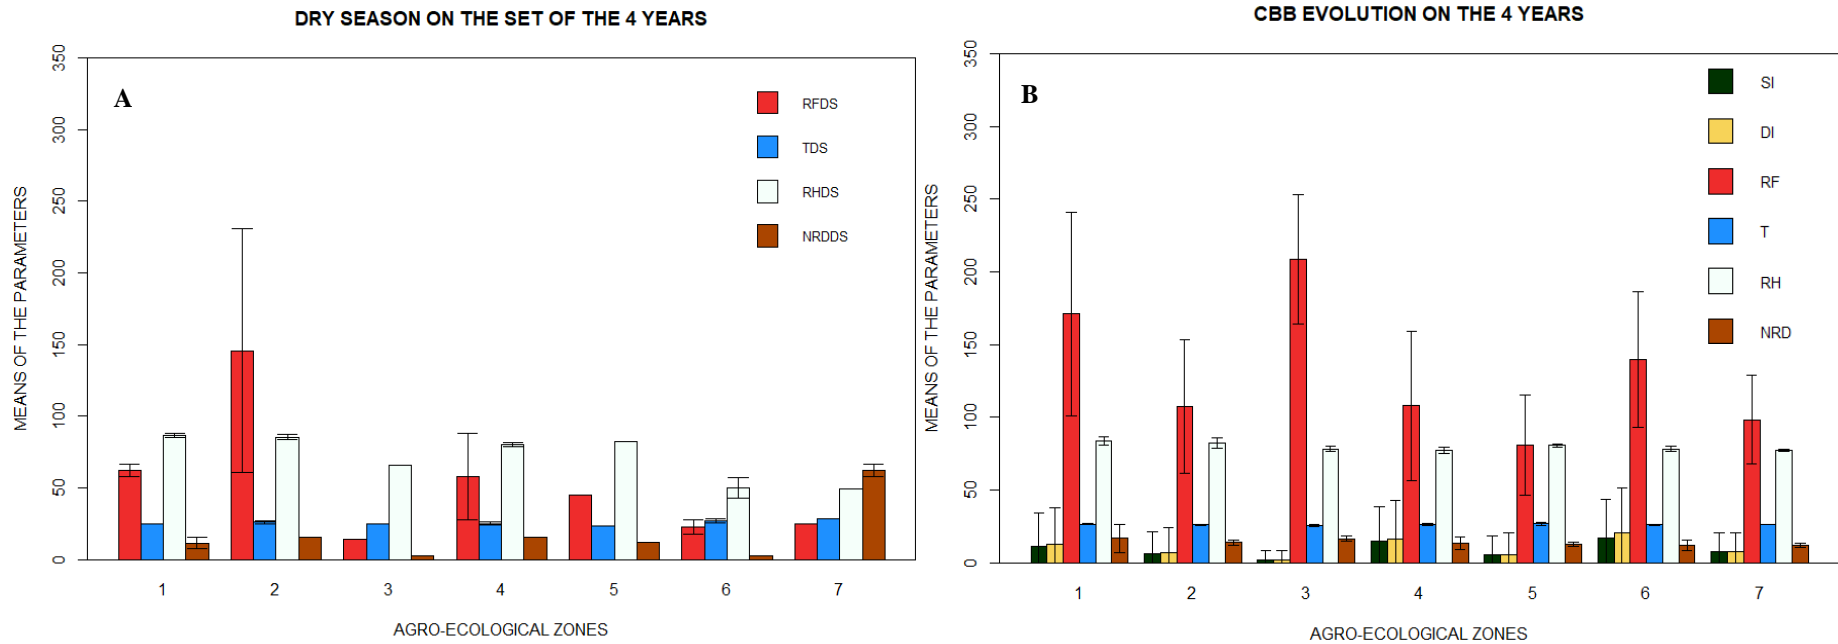 DRY SEASON ON THE SET OF THE 4 YEARS
A
MEANS OF THE PARAMETERS
350
300
250
200
150
100
50
0
RFDS
TDS
RHDS
NRDDS
1 2 3 4 5 6 7
AGRO-ECOLOGICAL ZONES
CBB EVOLUTION ON THE 4 YEARS
B
MEANS OF THE PARAMETERS
350
300
250
200
150
100
50
0
SI
DI
RF
T
RH
NRD
1 2 3 4 5 6 7
AGRO-ECOLOGICAL ZONES